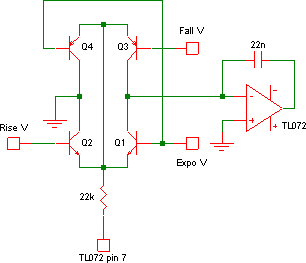 Fall V
22n
Q4
Q3
-
+
TL072
-
+
Rise V
Q2
Q1
Expo V
22k
TL072 pin 7